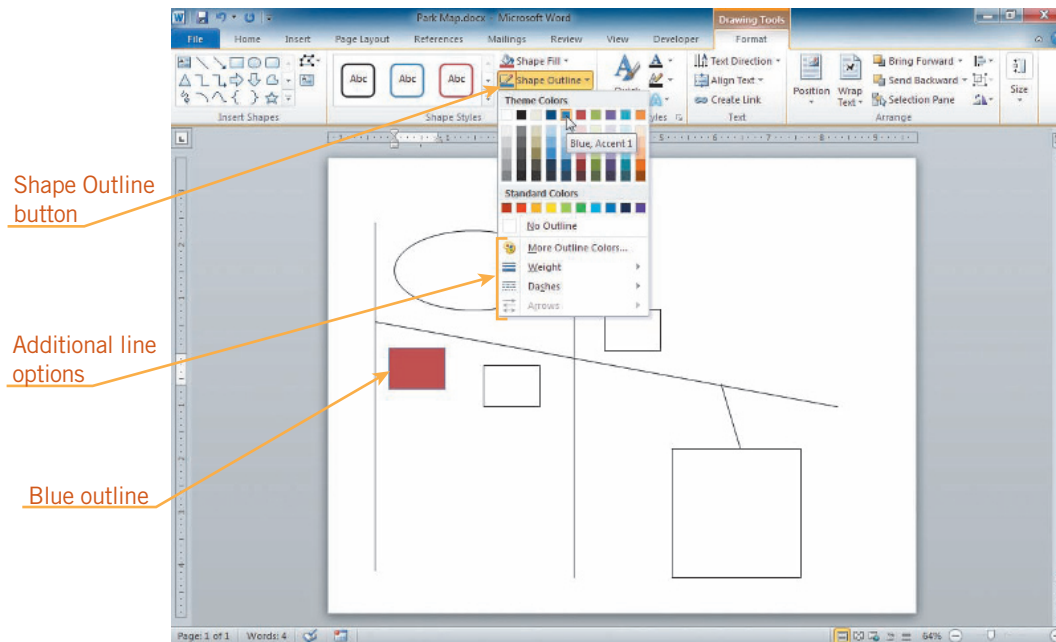 Park Map.docx - Microsoft Word
Drawing Tools
File Home Insert Page Layout References Mailings Review View Developer Format
Abc Abc Abc
Shape Fill
Shape Outline
Text Direction
Align Text
Create Link
Position
Wrap Text
Bring Forward
Send Backward
Selection Pane
Size
Insert Shapes Shape Styles Text Arrange
Theme Colors
Blue, Accent 1
Standard Colors
No Outline
More Outline Colors...
Weight
Dashes
Arrows
Shape Outline
button
Additional line
options
Blue outline
Page: 1 of 1 Words: 4 64%